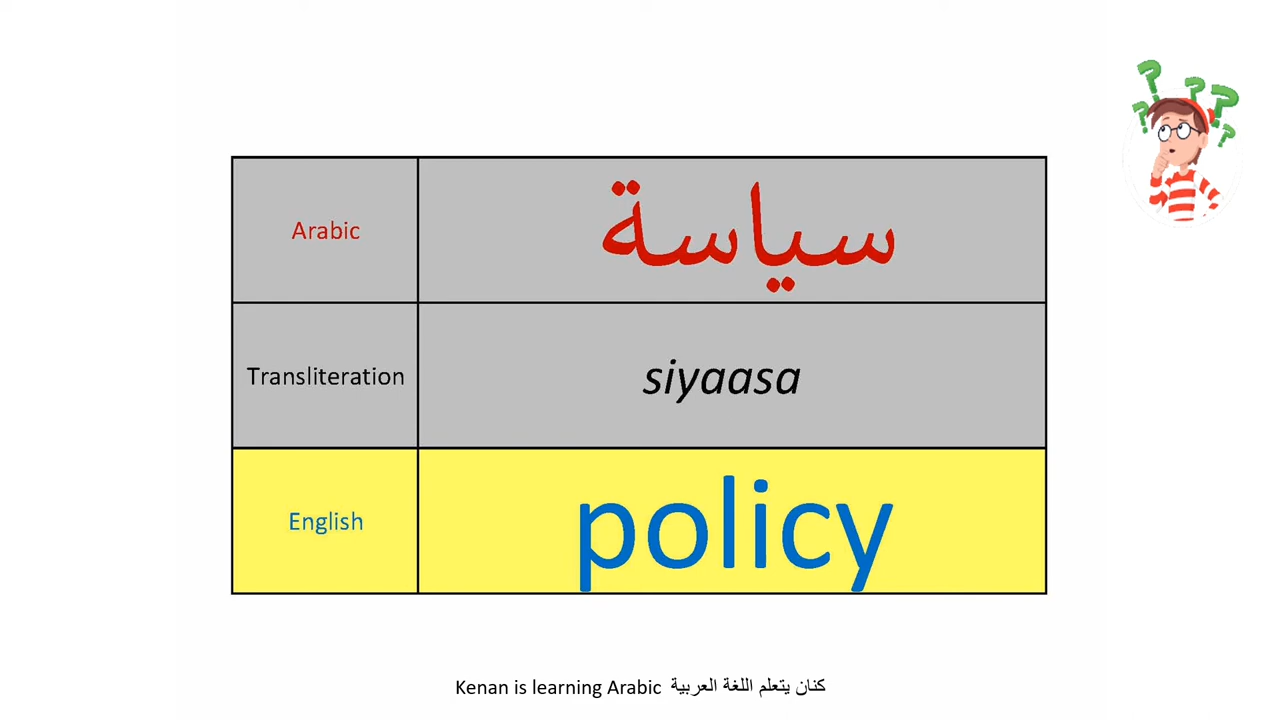 Arabic
سياسة
Transliteration
siyaasa
English
policy
Kenan is learning Arabic كنان يتعلم اللغة العربية